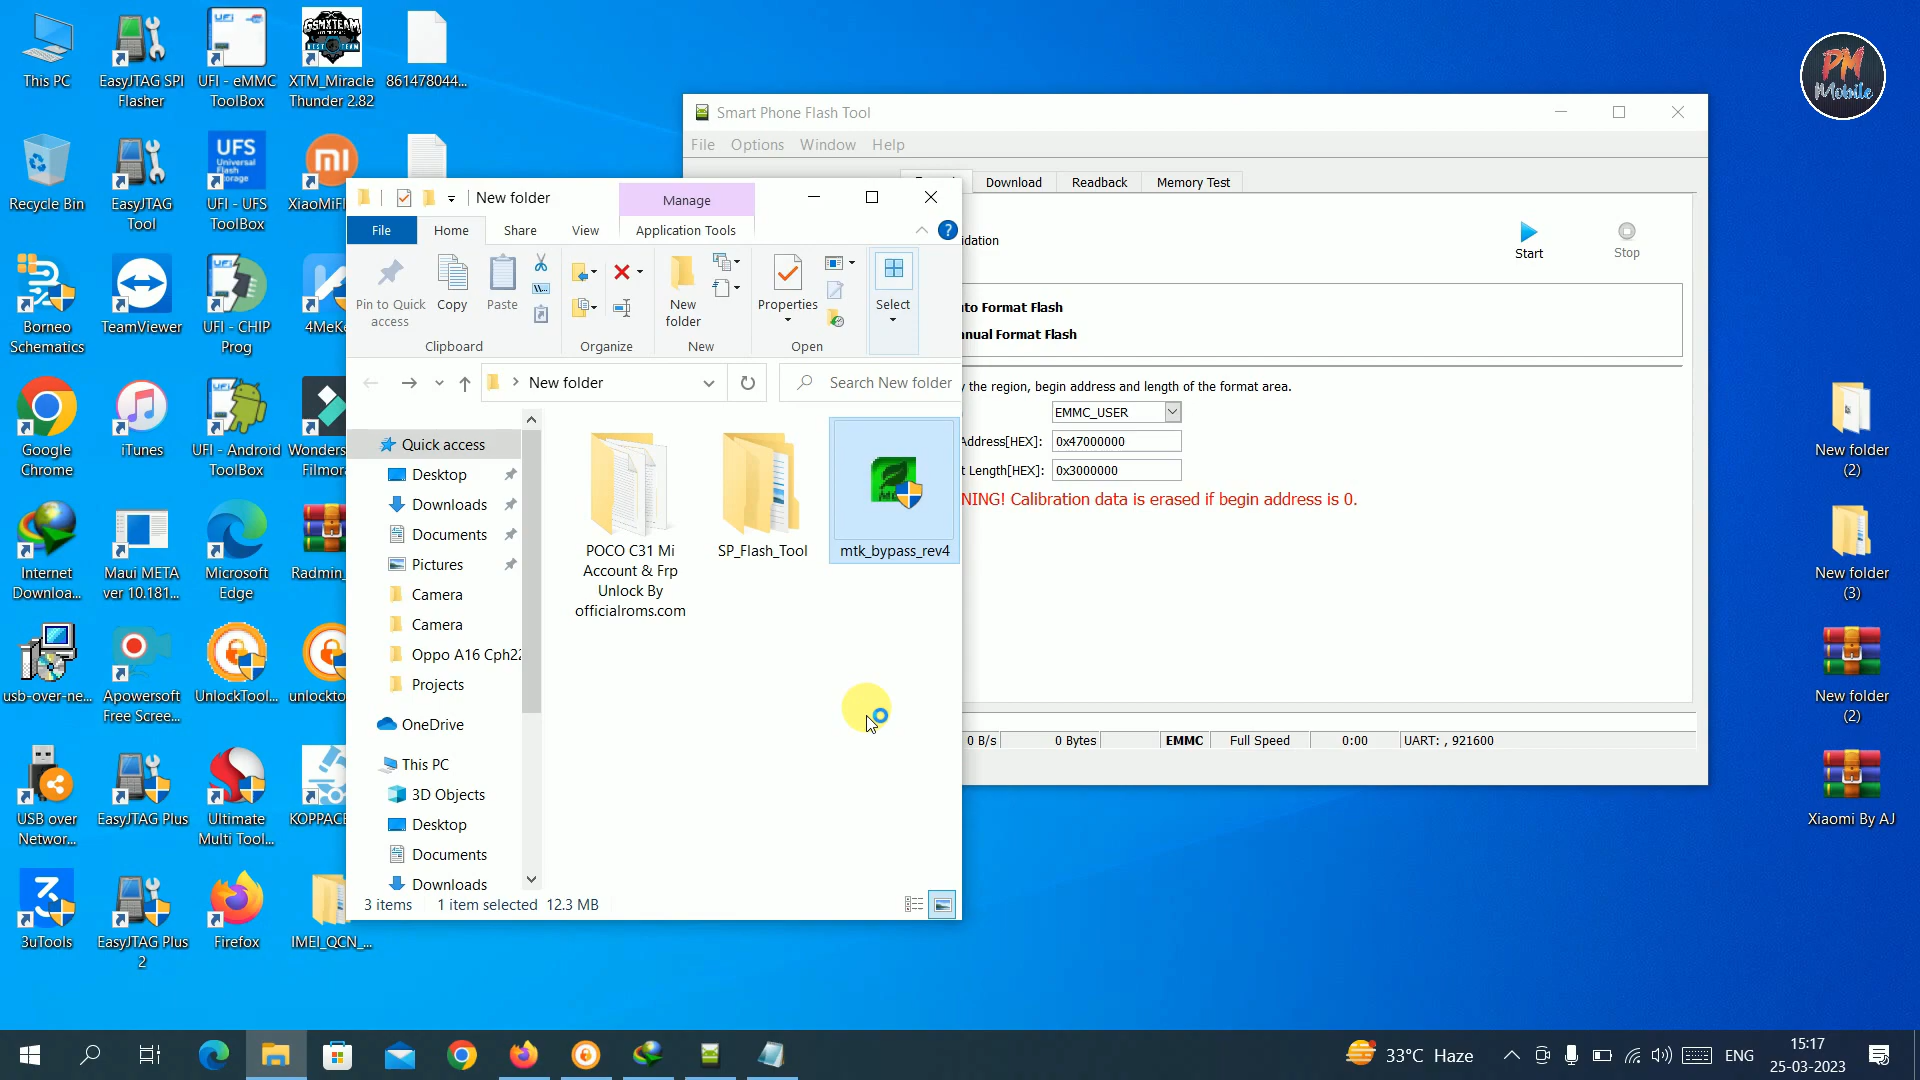 This PC
EasyJTAG SPI
Flasher
UFI - eMMC
ToolBox
XTM_Miracle
Thunder 2.82
861478044...
Recycle Bin
EasyJTAG
Tool
UFI - UFS
ToolBox
XiaoMiFl
Borneo
Schematics
TeamViewer
UFI - CHIP
Prog
4MeKe
Google
Chrome
iTunes
UFI - Android
ToolBox
Wonders
Filmora
Internet
Downloa...
Maui META
ver 10.181...
Microsoft
Edge
Radmin_
usb-over-ne...
Apowersoft
Free Scree...
UnlockTool...
unlockto
USB over
Networ...
EasyJTAG Plus
Ultimate
Multi Tool...
KOPPACE
3uTools
EasyJTAG Plus
2
Firefox
IMEI_QCN_...
New folder
Manage
File
Home
Share
View
Application Tools
Pin to Quick
access
Copy
Paste
New
folder
Properties
Select
Clipboard
Organize
New
Open
New folder
Search New folder
Quick access
Desktop
Downloads
Documents
Pictures
Camera
Camera
Oppo A16 Cph22
Projects
OneDrive
This PC
3D Objects
Desktop
Documents
Downloads
POCO C31 Mi
Account & Frp
Unlock By
officialroms.com
SP_Flash_Tool
mtk_bypass_rev4
3 items
1 item selected 12.3 MB
Smart Phone Flash Tool
File Options Window Help
Download
Readback
Memory Test
idation
Start
Stop
to Format Flash
nual Format Flash
y the region, begin address and length of the format area.
EMMC_USER
Address[HEX]: 0x47000000
t Length[HEX]: 0x3000000
NING! Calibration data is erased if begin address is 0.
0 B/s
0 Bytes
EMMC
Full Speed
0:00
UART: , 921600
PM
Mobile
New folder
(2)
New folder
(3)
New folder
(2)
Xiaomi By AJ
33°C Haze
ENG
15:17
25-03-2023